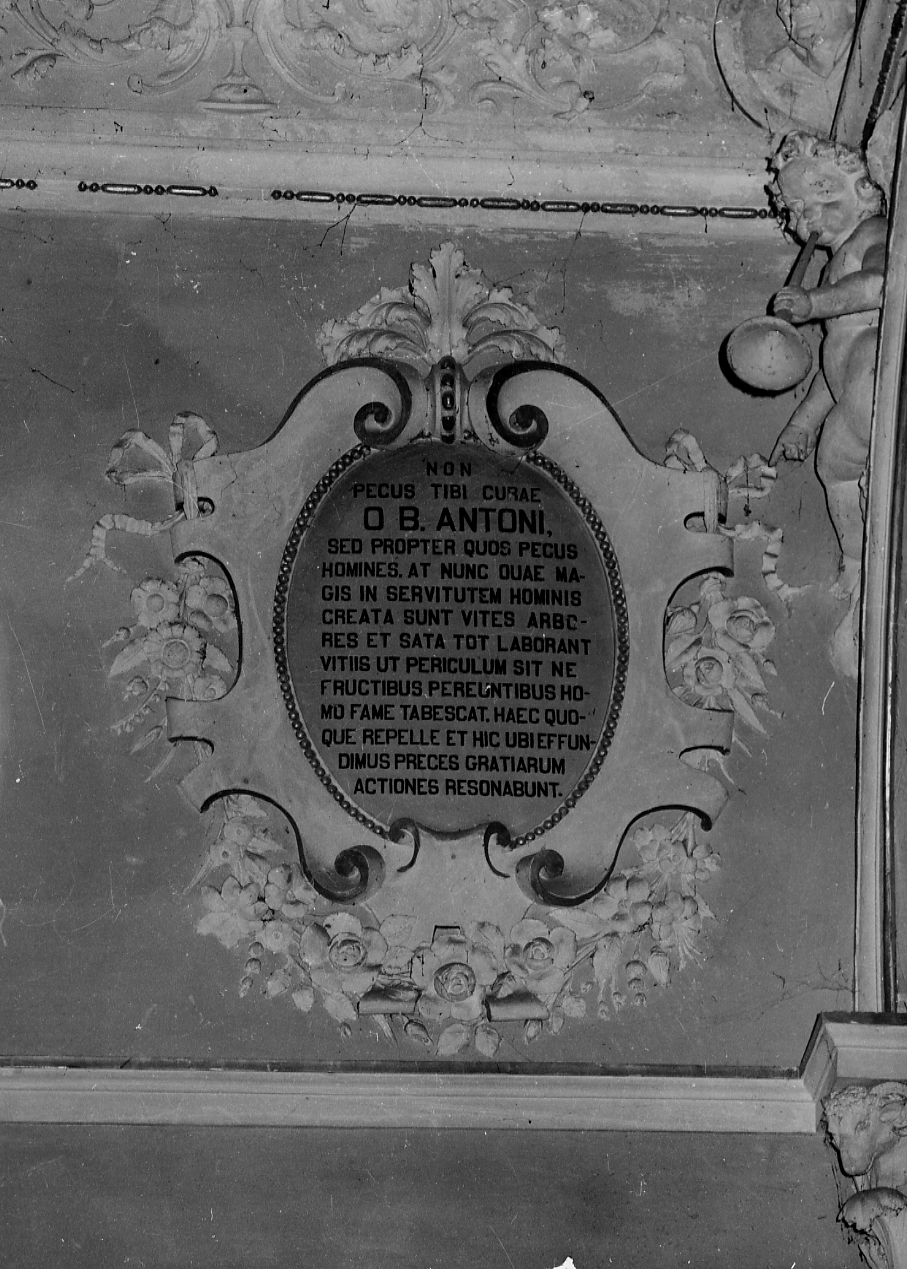 NON
PECUS TIBI CURAE
O B. ANTONI,
SED PROPTER QUOS PECUS
HOMINES. AT NUNC QUAE MA-
GIS IN SERVITUTEM HOMINIS
CREATA SUNT VITES ARBO-
RES ET SATA TOT LABORANT
VITIIS UT PERICULUM SIT NE
FRUCTIBUS PEREUNTIBUS HO-
MO FAME TABESCAT. HAEC QUO-
QUE REPELLE ET HIC UBI EFFUN-
DIMUS PRECES GRATIARUM
ACTIONES RESONABUNT.